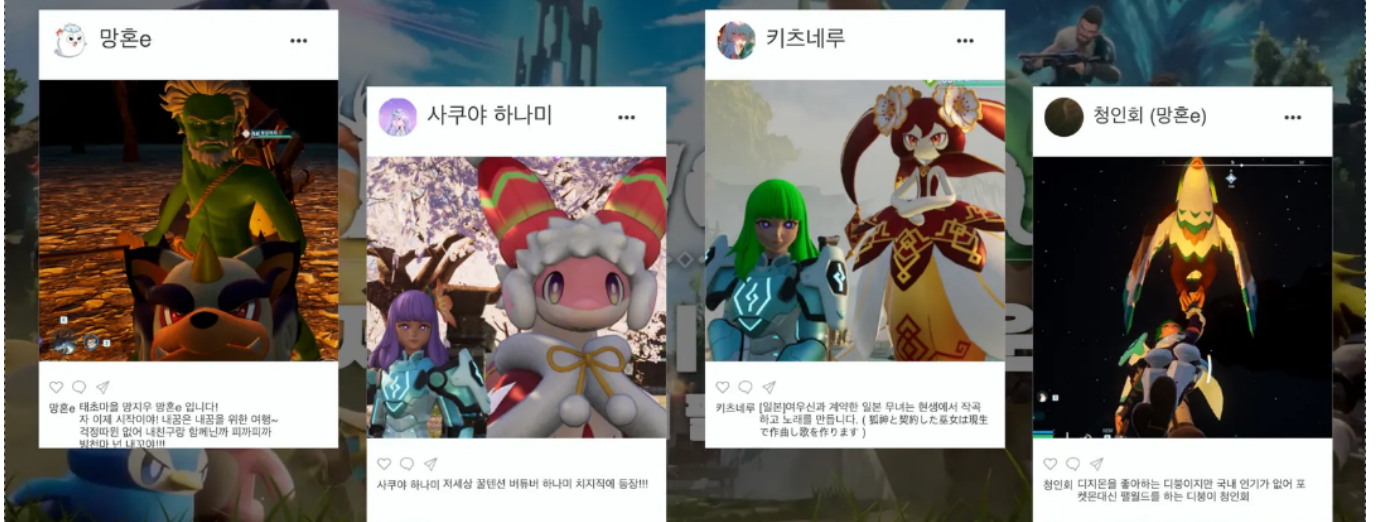 망혼e
태초마을 망지우 망혼e 입니다!
자 이제 시작이야! 내꿈은 내꿈을 위한 여행~
걱정따윈 없어 내친구랑 함께닌까 피까피까
빙천마 넌 내꼬야!!!
망혼e
사쿠야 하나미
사쿠야 하나미 저세상 꿀텐션 버튜버 하나미 치지직에 등장!!!
키츠네루
키츠네루 [일본]여우신과 계약한 일본 무녀는 현생에서 작곡
하고 노래를 만듭니다. ( 狐紳と契約した巫女は現生
で作曲し歌を作ります )
청인회 (망혼e)
청인회 디지몬을 좋아하는 디붕이지만 국내 인기가 없어 포
켓몬대신 팰월드를 하는 디붕이 청인회